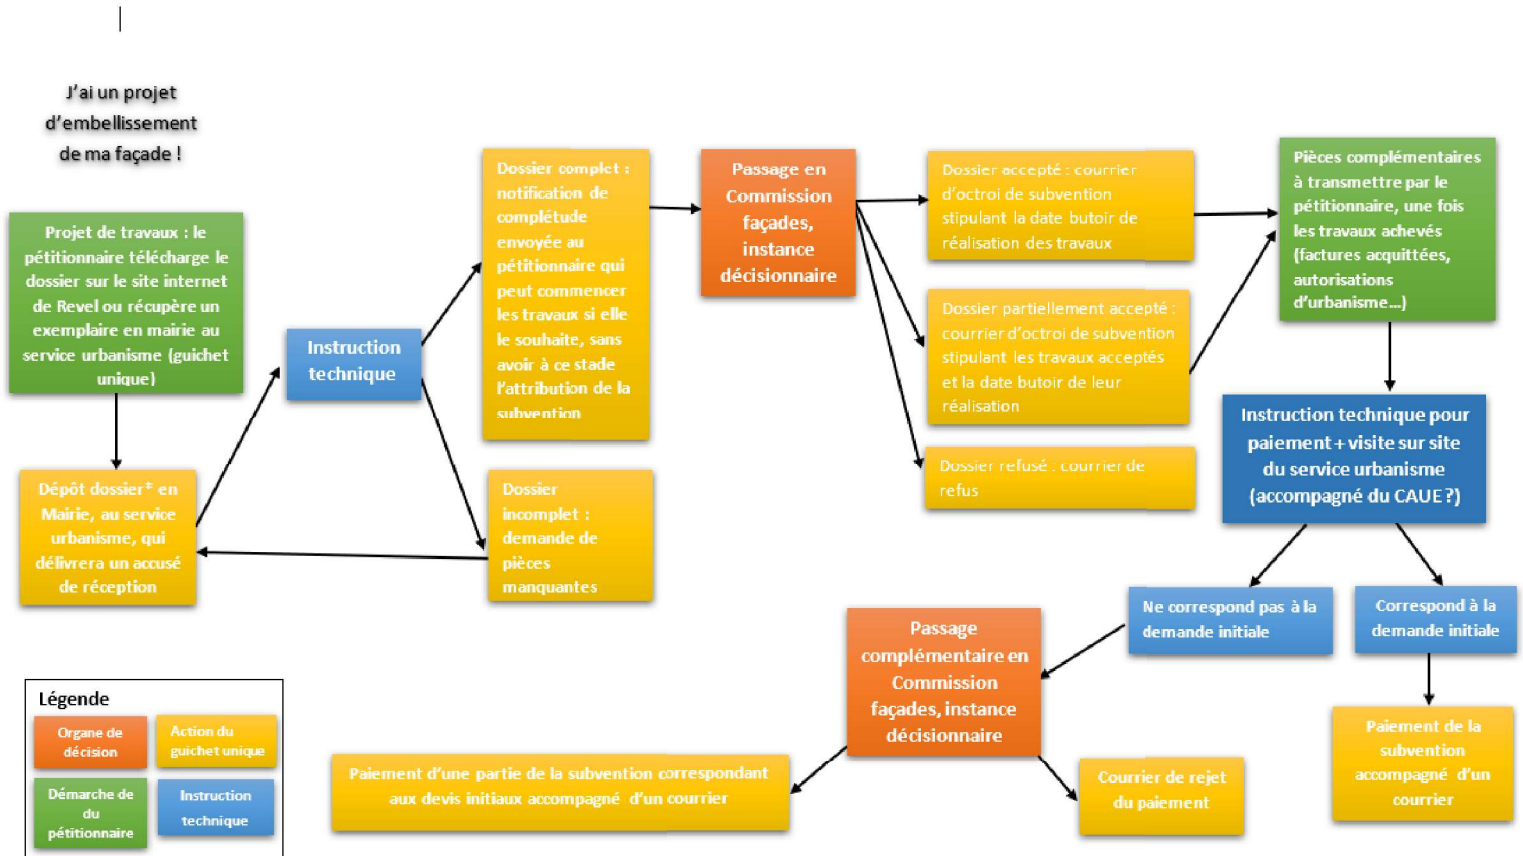 J'ai un projet
d'embellissement
de ma façade !
Projet de travaux : le
pétitionnaire télécharge le
dossier sur le site internet
de Revel ou récupère un
exemplaire en mairie au
service urbanisme (guichet
unique)
Dépôt dossier* en
Mairie, au service
urbanisme, qui
délivrera un accusé
de réception
Instruction
technique
Dossier complet :
notification de
complétude
envoyée au
pétitionnaire qui
peut commencer
les travaux si elle
le souhaite, sans
avoir à ce stade
l'attribution de la
subvention
Dossier
incomplet :
demande de
pièces
manquantes
Passage en
Commission
façades,
instance
décisionnaire
Dossier accepté : courrier
d'octroi de subvention
stipulant la date butoir de
réalisation des travaux
Dossier partiellement accepté :
courrier d'octroi de subvention
stipulant les travaux acceptés
et la date butoir de leur
réalisation
Dossier refusé : courrier de
refus
Pièces complémentaires
à transmettre par le
pétitionnaire, une fois
les travaux achevés
(factures acquittées,
autorisations
d'urbanisme...)
Instruction technique pour
paiement + visite sur site
du service urbanisme
(accompagné du CAUE ?)
Ne correspond pas à la
demande initiale
Correspond à la
demande initiale
Passage
complémentaire en
Commission
façades, instance
décisionnaire
Paiement d'une partie de la subvention correspondant
aux devis initiaux accompagné d'un courrier
Courrier de rejet
du paiement
Paiement de la
subvention
accompagné d'un
courrier
Légende
Organe de
décision
Action du
guichet unique
Démarche de
du
pétitionnaire
Instruction
technique